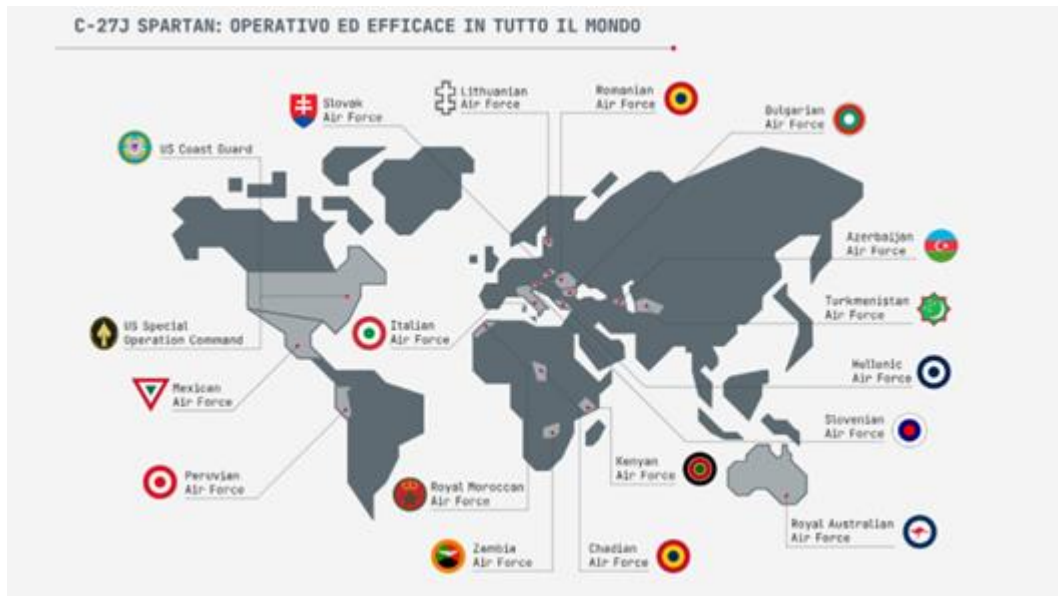 C-27J SPARTAN: OPERATIVO ED EFFICACE IN TUTTO IL MONDO
Slovak
Air Force
Lithuanian
Air Force
Romanian
Air Force
Bulgarian
Air Force
US Coast Guard
Azerbaijan
Air Force
US Special
Operation Command
Italian
Air Force
Turkmenistan
Air Force
Mexican
Air Force
Hellenic
Air Force
Slovenian
Air Force
Peruvian
Air Force
Royal Moroccan
Air Force
Kenyan
Air Force
Royal Australian
Air Force
Zambia
Air Force
Chadian
Air Force